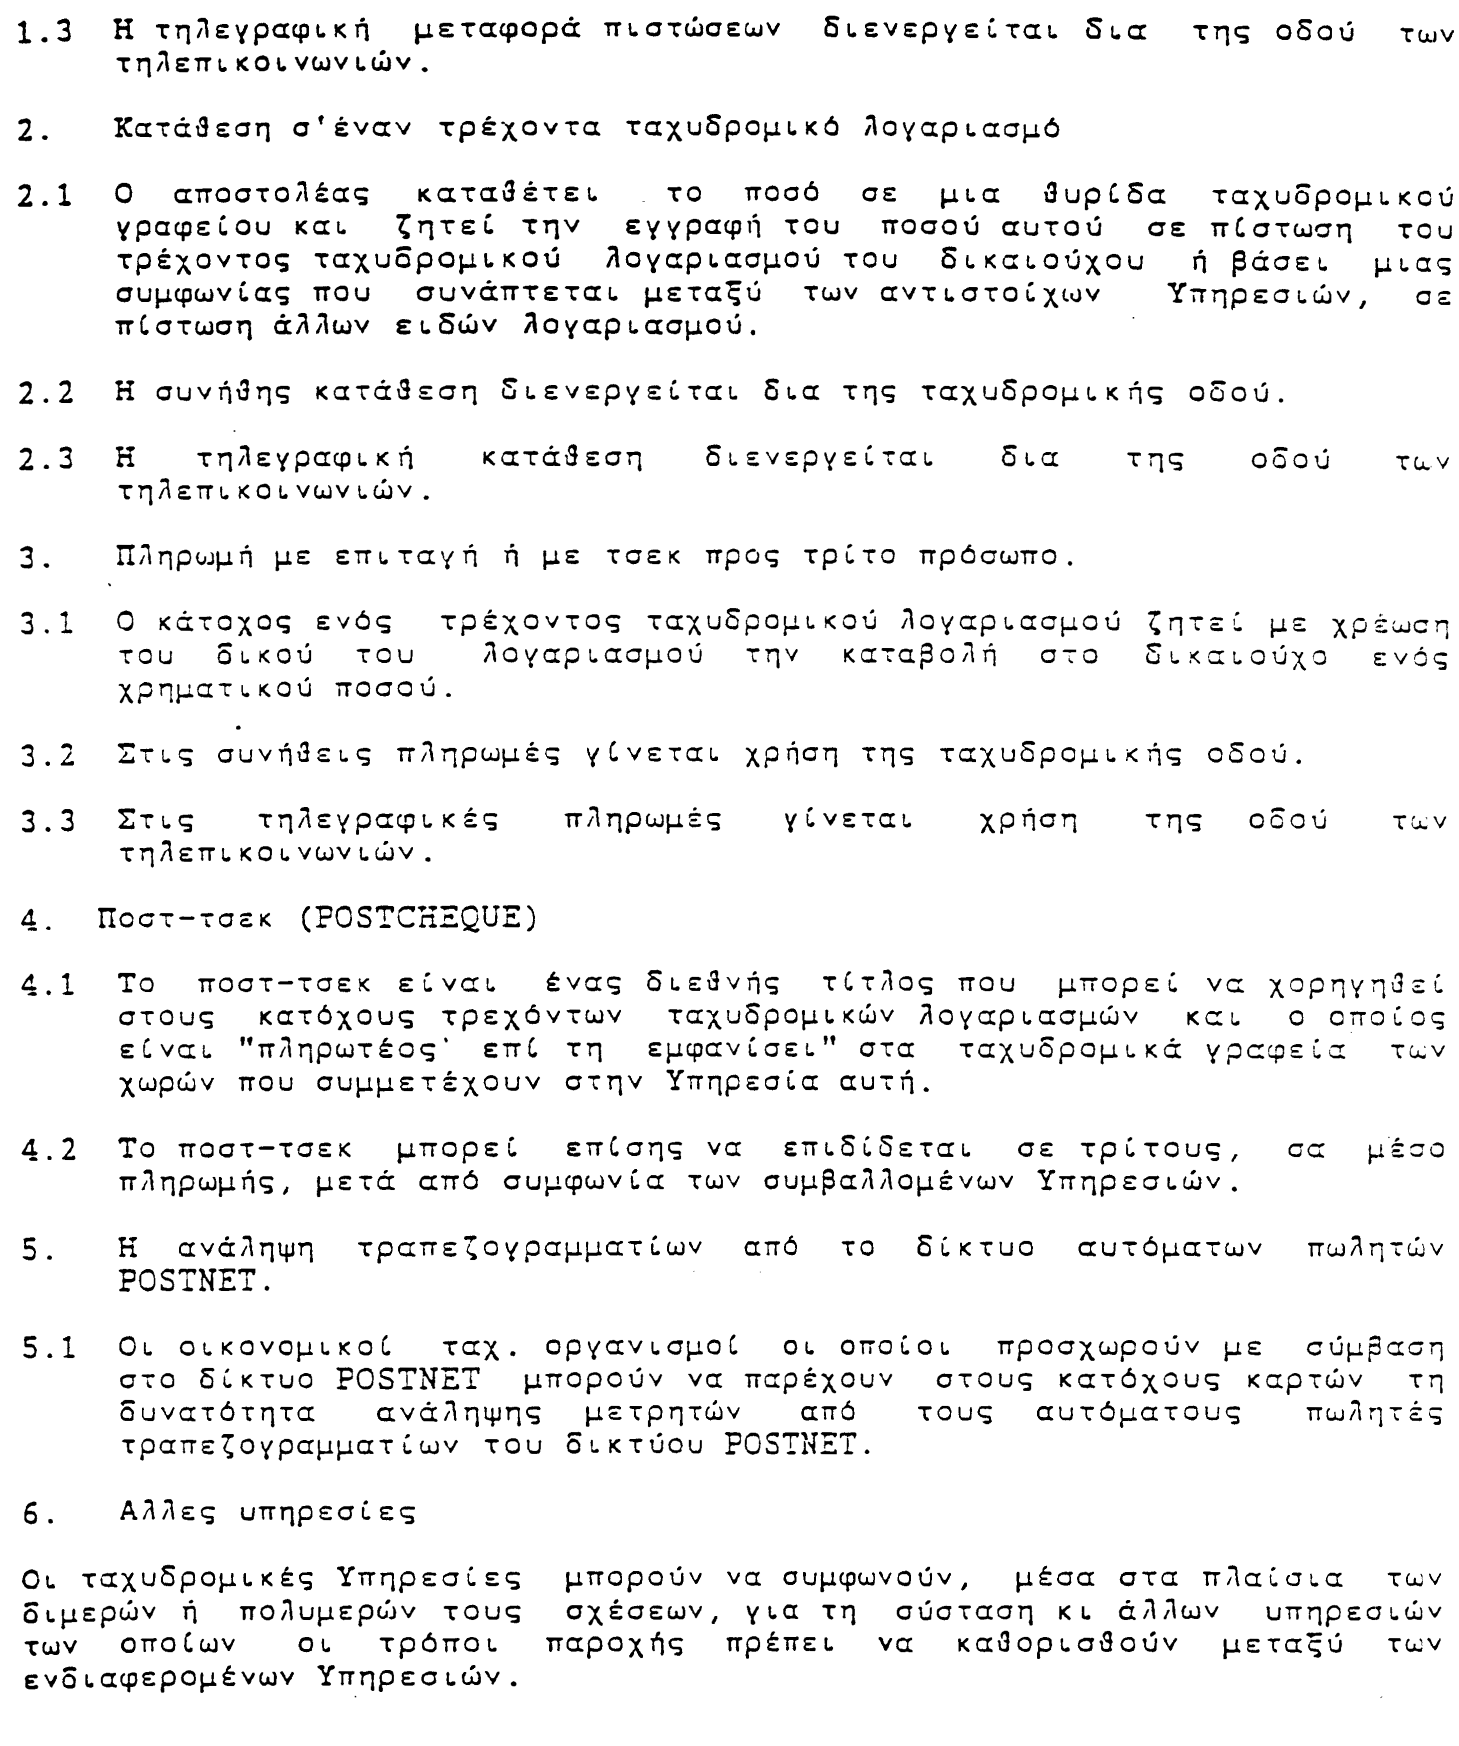 1.3 Η τηλεγραφική μεταφορά πιστώσεων διενεργείται δια της οδού των
τηλεπικοινωνιών.
2. Κατάθεση σ'έναν τρέχοντα ταχυδρομικό λογαριασμό
2.1 Ο αποστολέας καταθέτει το ποσό σε μια θυρίδα ταχυδρομικού
γραφείου και ζητεί την εγγραφή του ποσού αυτού σε πίστωση του
τρέχοντος ταχυδρομικού λογαριασμού του δικαιούχου ή βάσει μιας
συμφωνίας που συνάπτεται μεταξύ των αντιστοίχων Υπηρεσιών, σε
πίστωση άλλων ειδών λογαριασμού.
2.2 Η συνήθης κατάθεση διενεργείται δια της ταχυδρομικής οδού.
2.3 Η τηλεγραφική κατάθεση διενεργείται δια της οδού των
τηλεπικοινωνιών.
3. Πληρωμή με επιταγή ή με τσεκ προς τρίτο πρόσωπο.
3.1 Ο κάτοχος ενός τρέχοντος ταχυδρομικού λογαριασμού ζητεί με χρέωση
του δικού του λογαριασμού την καταβολή στο δικαιούχο ενός
χρηματικού ποσού.
3.2 Στις συνήθεις πληρωμές γίνεται χρήση της ταχυδρομικής οδού.
3.3 Στις τηλεγραφικές πληρωμές γίνεται χρήση της οδού των
τηλεπικοινωνιών.
4. Ποστ-τσεκ (POSTCHEQUE)
4.1 Το ποστ-τσεκ είναι ένας διεθνής τίτλος που μπορεί να χορηγηθεί
στους κατόχους τρεχόντων ταχυδρομικών λογαριασμών και ο οποίος
είναι "πληρωτέος επί τη εμφανίσει" στα ταχυδρομικά γραφεία των
χωρών που συμμετέχουν στην Υπηρεσία αυτή.
4.2 Το ποστ-τσεκ μπορεί επίσης να επιδίδεται σε τρίτους, σα μέσο
πληρωμής, μετά από συμφωνία των συμβαλλομένων Υπηρεσιών.
5. Η ανάληψη τραπεζογραμματίων από το δίκτυο αυτόματων πωλητών
POSTNET.
5.1 Οι οικονομικοί ταχ. οργανισμοί οι οποίοι προσχωρούν με σύμβαση
στο δίκτυο POSTNET μπορούν να παρέχουν στους κατόχους καρτών τη
δυνατότητα ανάληψης μετρητών από τους αυτόματους πωλητές
τραπεζογραμματίων του δικτύου POSTNET.
6. Αλλες υπηρεσίες
Οι ταχυδρομικές Υπηρεσίες μπορούν να συμφωνούν, μέσα στα πλαίσια των
διμερών ή πολυμερών τους σχέσεων, για τη σύσταση κι άλλων υπηρεσιών
των οποίων οι τρόποι παροχής πρέπει να καθορισθούν μεταξύ των
ενδιαφερομένων Υπηρεσιών.